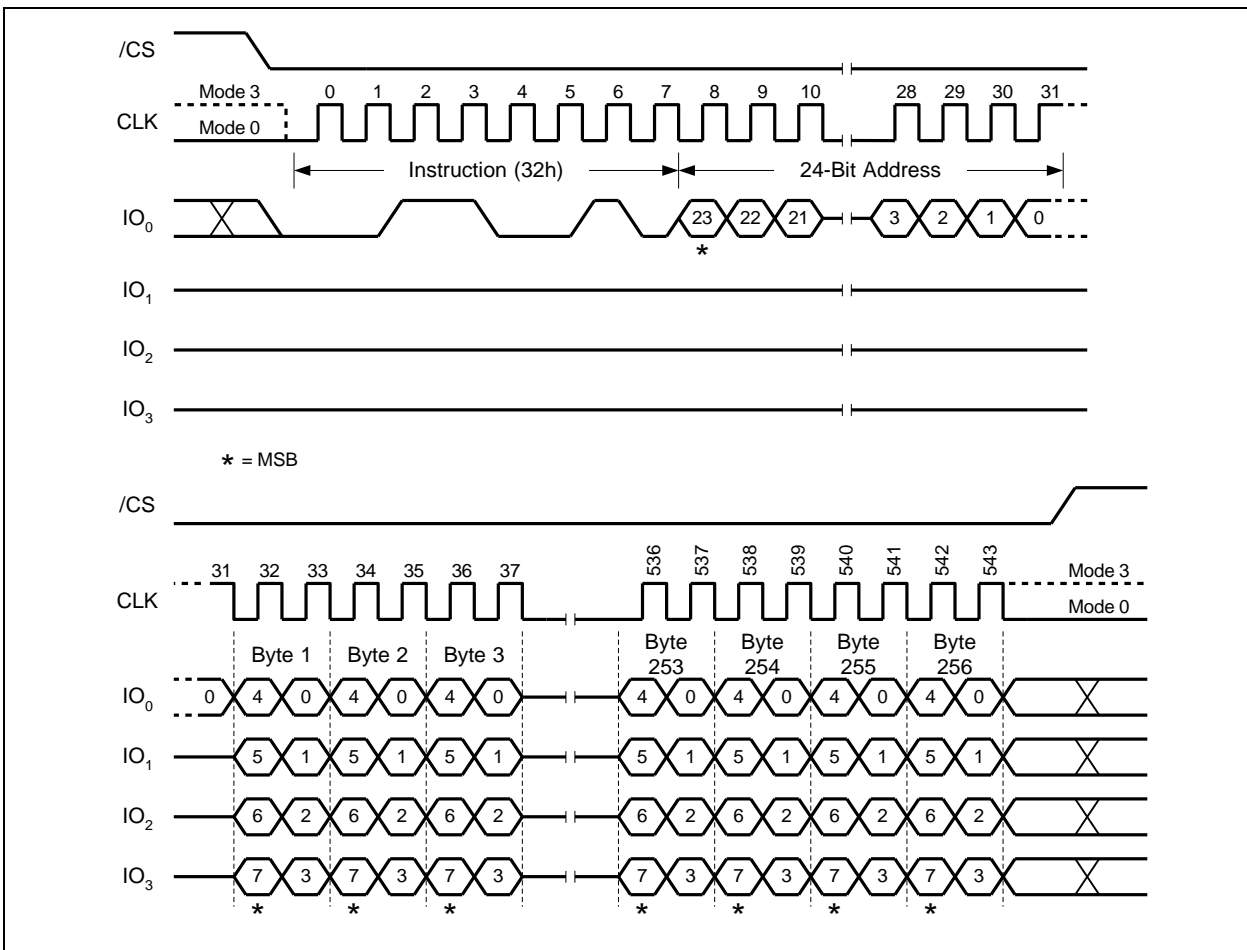 /CS
Mode 3
0 1 2 3 4 5 6 7 8 9 10 28 29 30 31
CLK
Mode 0
Instruction (32h) 24-Bit Address
IO0 23 22 21 3 2 1 0
*
IO1
IO2
IO3
* = MSB
/CS
31 32 33 34 35 36 37 536 537 538 539 540 541 542 543
Mode 3
CLK
Mode 0
Byte 1 Byte 2 Byte 3 Byte 253 Byte 254 Byte 255 Byte 256
IO0 0 4 0 4 0 4 0 4 0 4 0 4 0 4 0
IO1 5 1 5 1 5 1 5 1 5 1 5 1 5 1
IO2 6 2 6 2 6 2 6 2 6 2 6 2 6 2
IO3 7 3 7 3 7 3 7 3 7 3 7 3 7 3
* * * * * * *